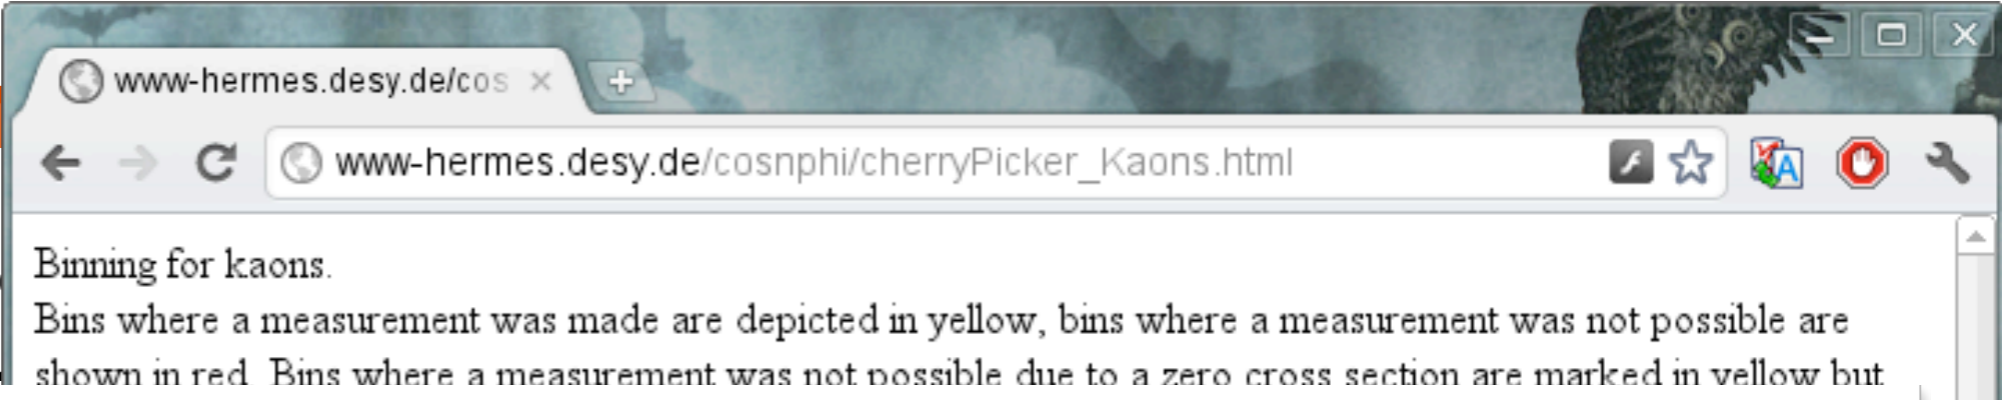 www-hermes.desy.de/cos
www-hermes.desy.de/cosnphi/cherryPicker_Kaons.html
Binning for kaons.
Bins where a measurement was made are depicted in yellow, bins where a measurement was not possible are
shown in red. Bins where a measurement was not possible due to a zero cross section are marked in yellow but